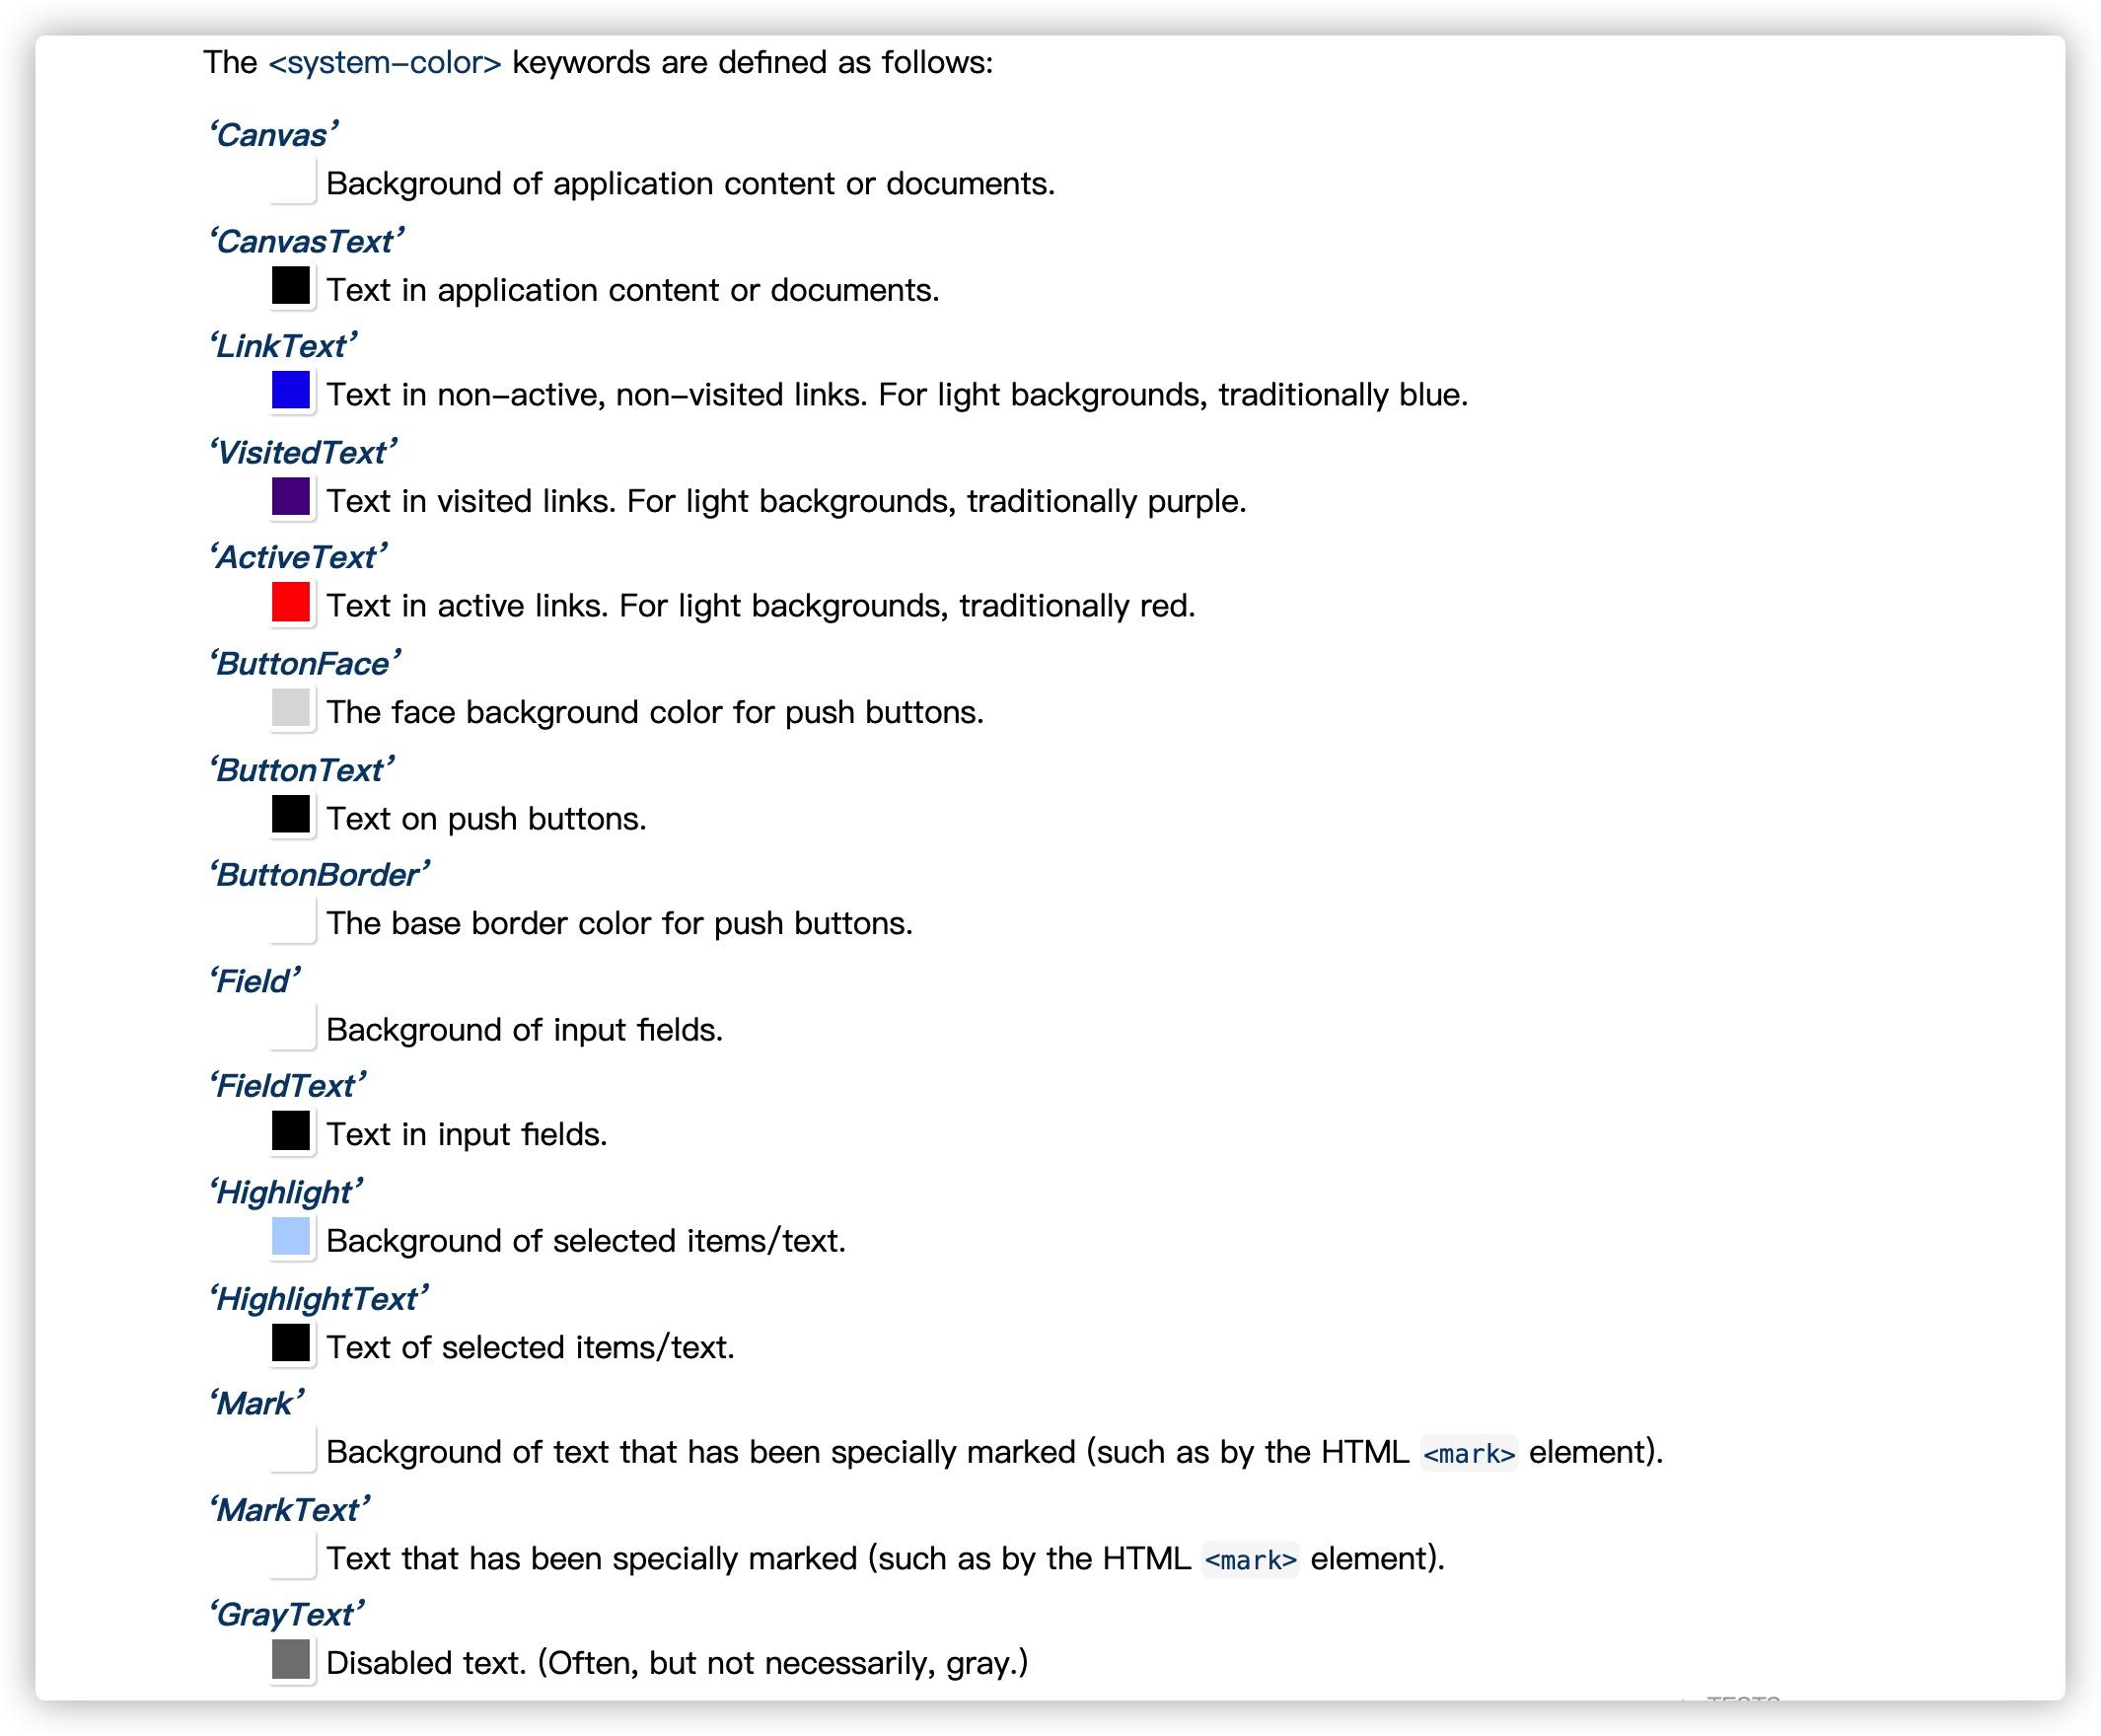 The <system-color> keywords are defined as follows:
‘Canvas’
Background of application content or documents.
‘CanvasText’
Text in application content or documents.
‘LinkText’
Text in non-active, non-visited links. For light backgrounds, traditionally blue.
‘VisitedText’
Text in visited links. For light backgrounds, traditionally purple.
‘ActiveText’
Text in active links. For light backgrounds, traditionally red.
‘ButtonFace’
The face background color for push buttons.
‘ButtonText’
Text on push buttons.
‘ButtonBorder’
The base border color for push buttons.
‘Field’
Background of input fields.
‘FieldText’
Text in input fields.
‘Highlight’
Background of selected items/text.
‘HighlightText’
Text of selected items/text.
‘Mark’
Background of text that has been specially marked (such as by the HTML <mark> element).
‘MarkText’
Text that has been specially marked (such as by the HTML <mark> element).
‘GrayText’
Disabled text. (Often, but not necessarily, gray.)